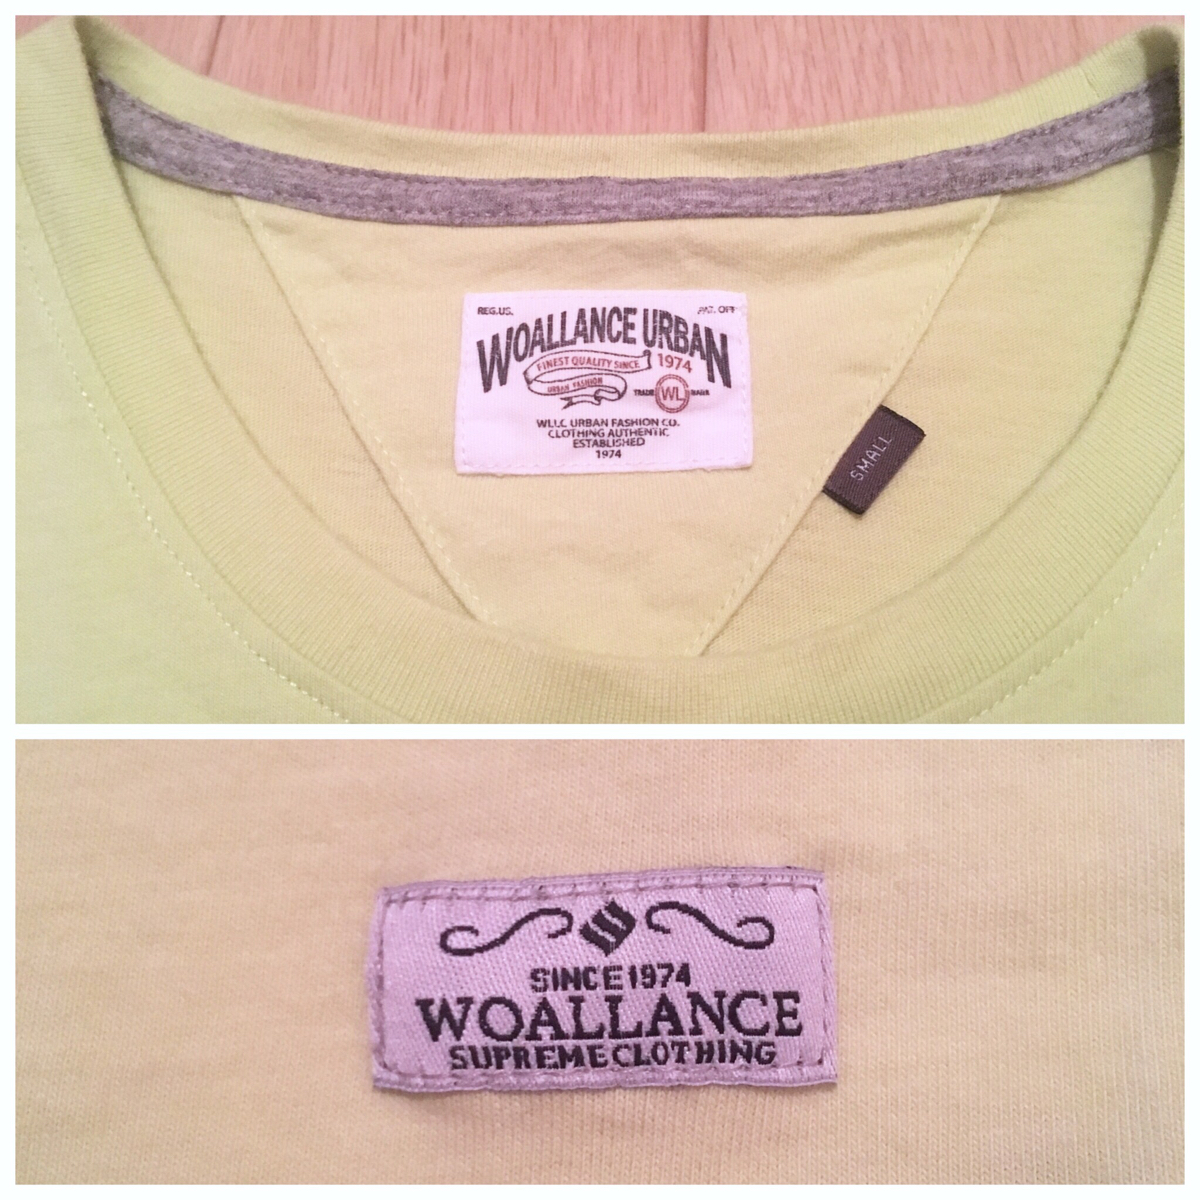 REG.US. PAT. OFF
WOALLANCE URBAN
FINEST QUALITY SINCE 1974
URBAN FASHION
TRADE WL MARK
WLLC URBAN FASHION CO.
CLOTHING AUTHENTIC
ESTABLISHED
1974
SMALL
SINCE 1974
WOALLANCE
SUPREME CLOTHING